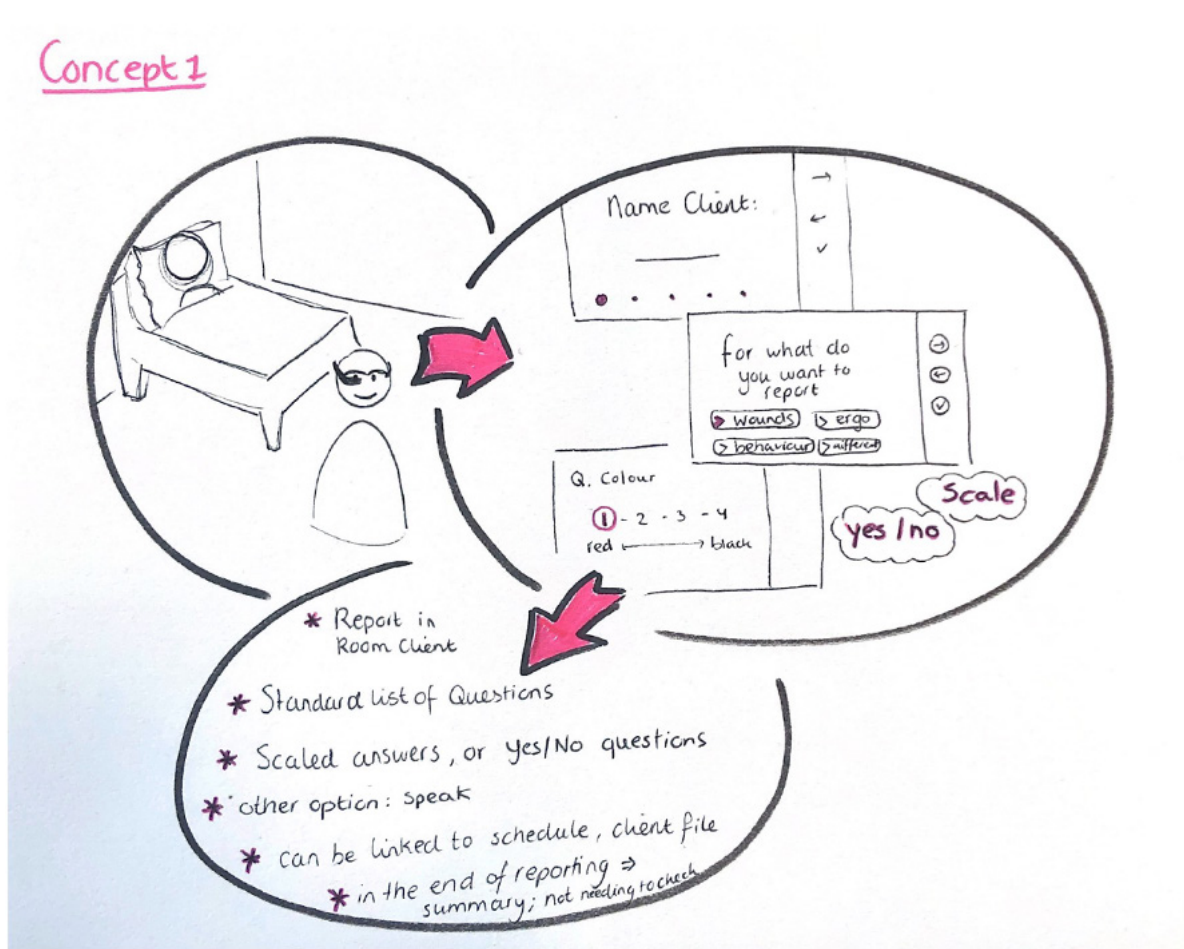 Concept 1
Name Client:
for what do
you want to
report
> wounds
> ergo
> behaviour
> different
Q. Colour
1 - 2 - 3 - 4
red ⟷ black
Scale
yes / no
* Report in
Room Client
* Standard list of Questions
* Scaled answers, or yes/No questions
* other option: speak
* can be linked to schedule, client file
* in the end of reporting ⇒
summary; not needing to check